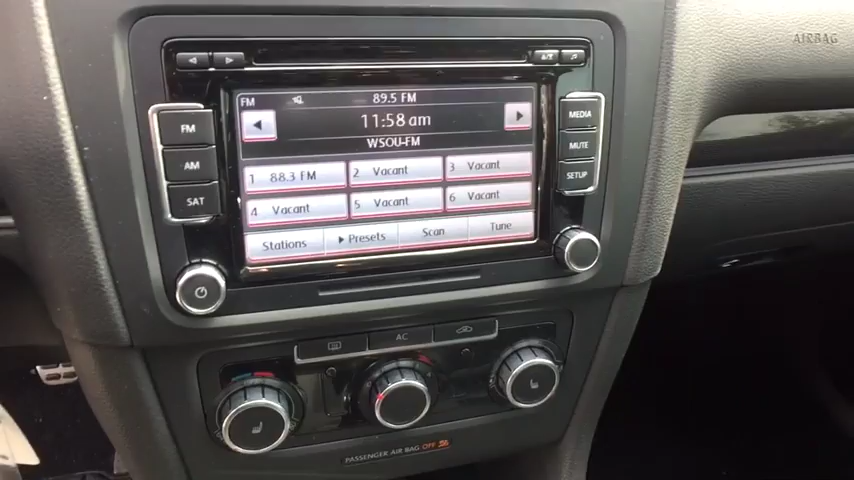 AIRBAG
FM 89.5 FM
11:58 am
WSOU-FM
FM
AM
SAT
MEDIA
MUTE
SETUP
1 88.3 FM 2 Vacant 3 Vacant
4 Vacant 5 Vacant 6 Vacant
Stations Presets Scan Tune
AC
PASSENGER AIR BAG OFF